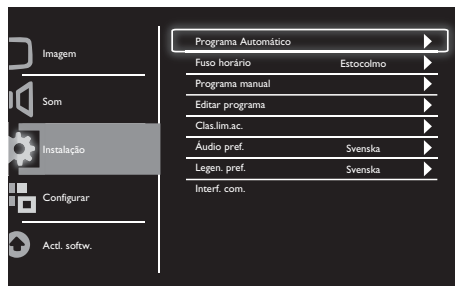 Imagem
Som
Instalação
Configurar
Actl. softw.
Programa Automático
Fuso horário Estocolmo
Programa manual
Editar programa
Clas.lim.ac.
Áudio pref. Svenska
Legen. pref. Svenska
Interf. com.